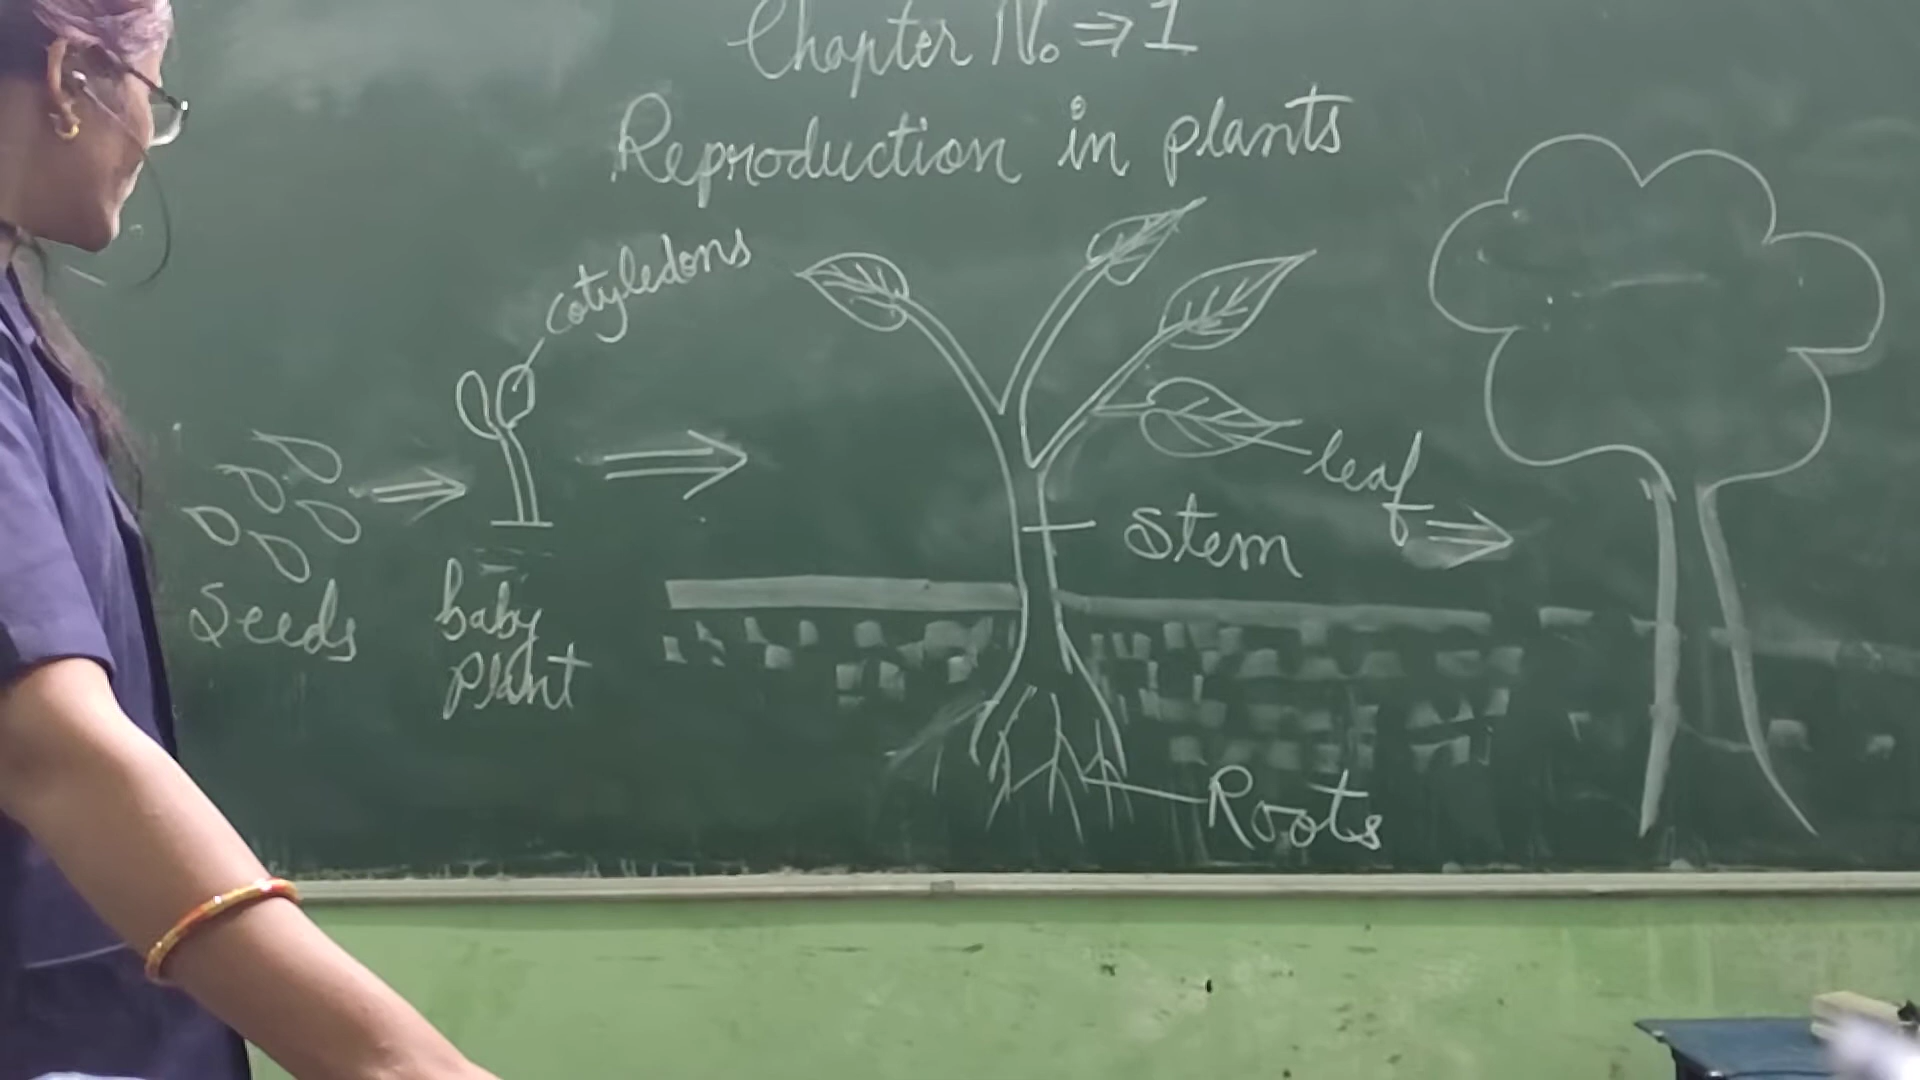 Chapter No ⇒ 1
Reproduction in plants
cotyledons
leaf
Stem
Seeds
baby
plant
Roots